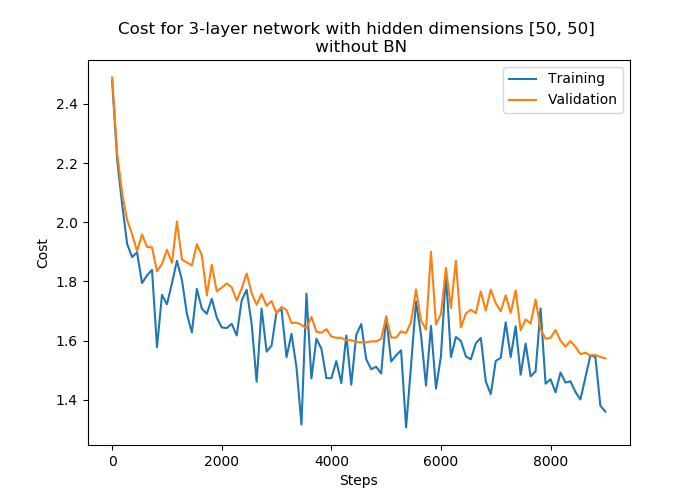 Cost for 3-layer network with hidden dimensions [50, 50]
without BN
Training
Validation
2.4
2.2
2.0
1.8
1.6
1.4
Cost
0
2000
4000
6000
8000
Steps